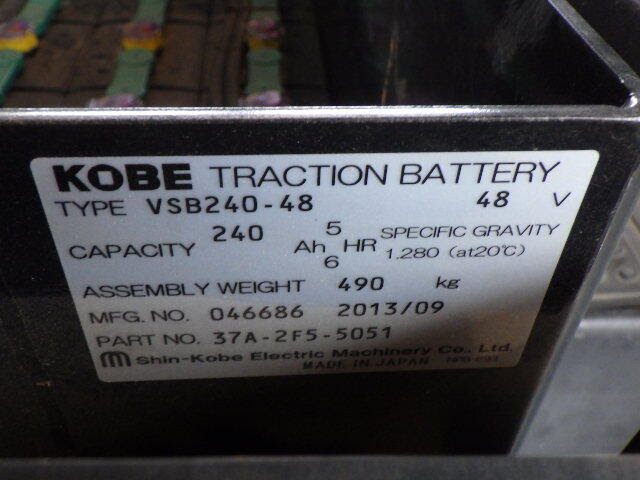 KOBE TRACTION BATTERY
TYPE VSB240-48 48 V
CAPACITY 240 Ah 5 HR SPECIFIC GRAVITY
6 1.280 (at20℃)
ASSEMBLY WEIGHT 490 kg
MFG. NO. 046686 2013/09
PART NO. 37A-2F5-5051
Shin-Kobe Electric Machinery Co., Ltd.
MADE IN JAPAN